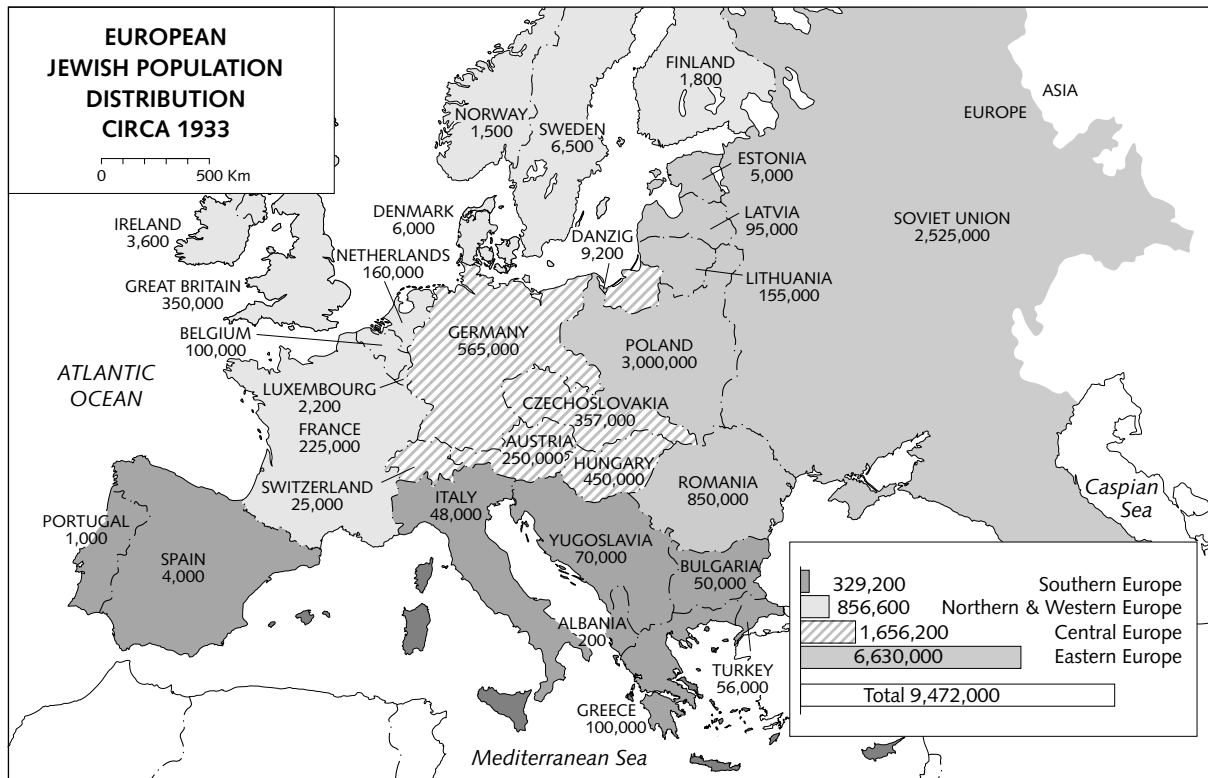 EUROPEAN
JEWISH POPULATION
DISTRIBUTION
CIRCA 1933
0 500 Km
FINLAND
1,800
ASIA
EUROPE
NORWAY
1,500
SWEDEN
6,500
ESTONIA
5,000
IRELAND
3,600
DENMARK
6,000
LATVIA
95,000
SOVIET UNION
2,525,000
DANZIG
9,200
NETHERLANDS
160,000
LITHUANIA
155,000
GREAT BRITAIN
350,000
BELGIUM
100,000
GERMANY
565,000
POLAND
3,000,000
ATLANTIC
OCEAN
LUXEMBOURG
2,200
CZECHOSLOVAKIA
357,000
FRANCE
225,000
AUSTRIA
250,000
HUNGARY
450,000
SWITZERLAND
25,000
ROMANIA
850,000
ITALY
48,000
Caspian
Sea
PORTUGAL
1,000
SPAIN
4,000
YUGOSLAVIA
70,000
BULGARIA
50,000
ALBANIA
200
TURKEY
56,000
GREECE
100,000
Mediterranean Sea
329,200 Southern Europe
856,600 Northern & Western Europe
1,656,200 Central Europe
6,630,000 Eastern Europe
Total 9,472,000